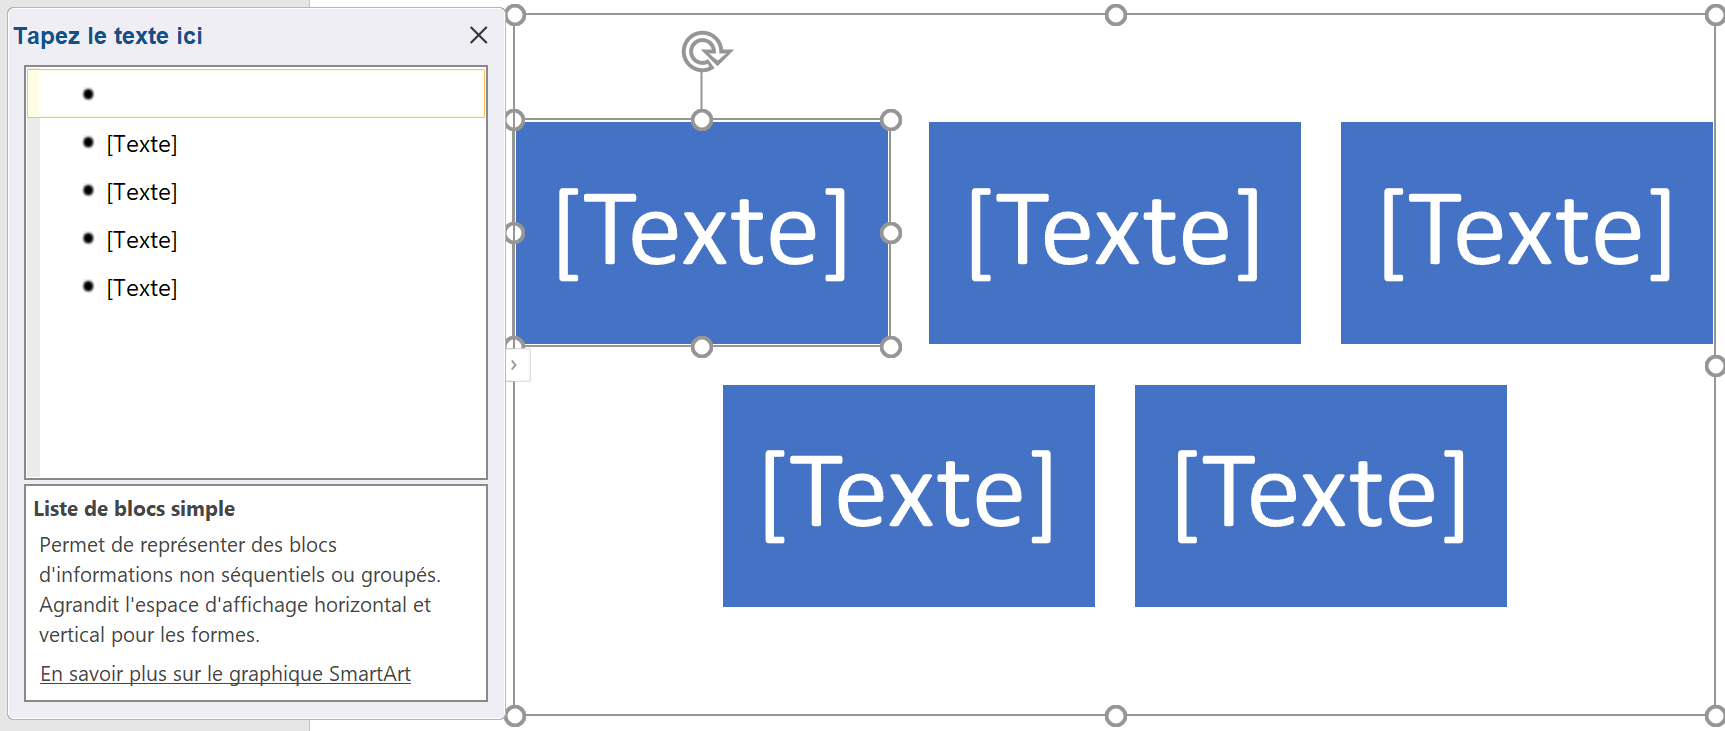 Tapez le texte ici
[Texte]
[Texte]
[Texte]
[Texte]
Liste de blocs simple
Permet de représenter des blocs
d'informations non séquentiels ou groupés.
Agrandit l'espace d'affichage horizontal et
vertical pour les formes.
En savoir plus sur le graphique SmartArt
[Texte] [Texte] [Texte]
[Texte] [Texte]